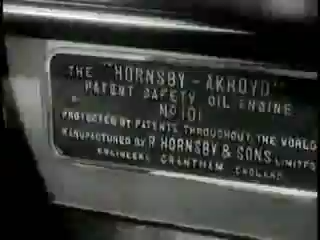 THE "HORNSBY - AKROYD"
PATENT SAFETY OIL ENGINE
No 101
PROTECTED BY PATENTS THROUGHOUT THE WORLD
MANUFACTURED BY R. HORNSBY & SONS LIMITED
ENGINEERS GRANTHAM, ENGLAND